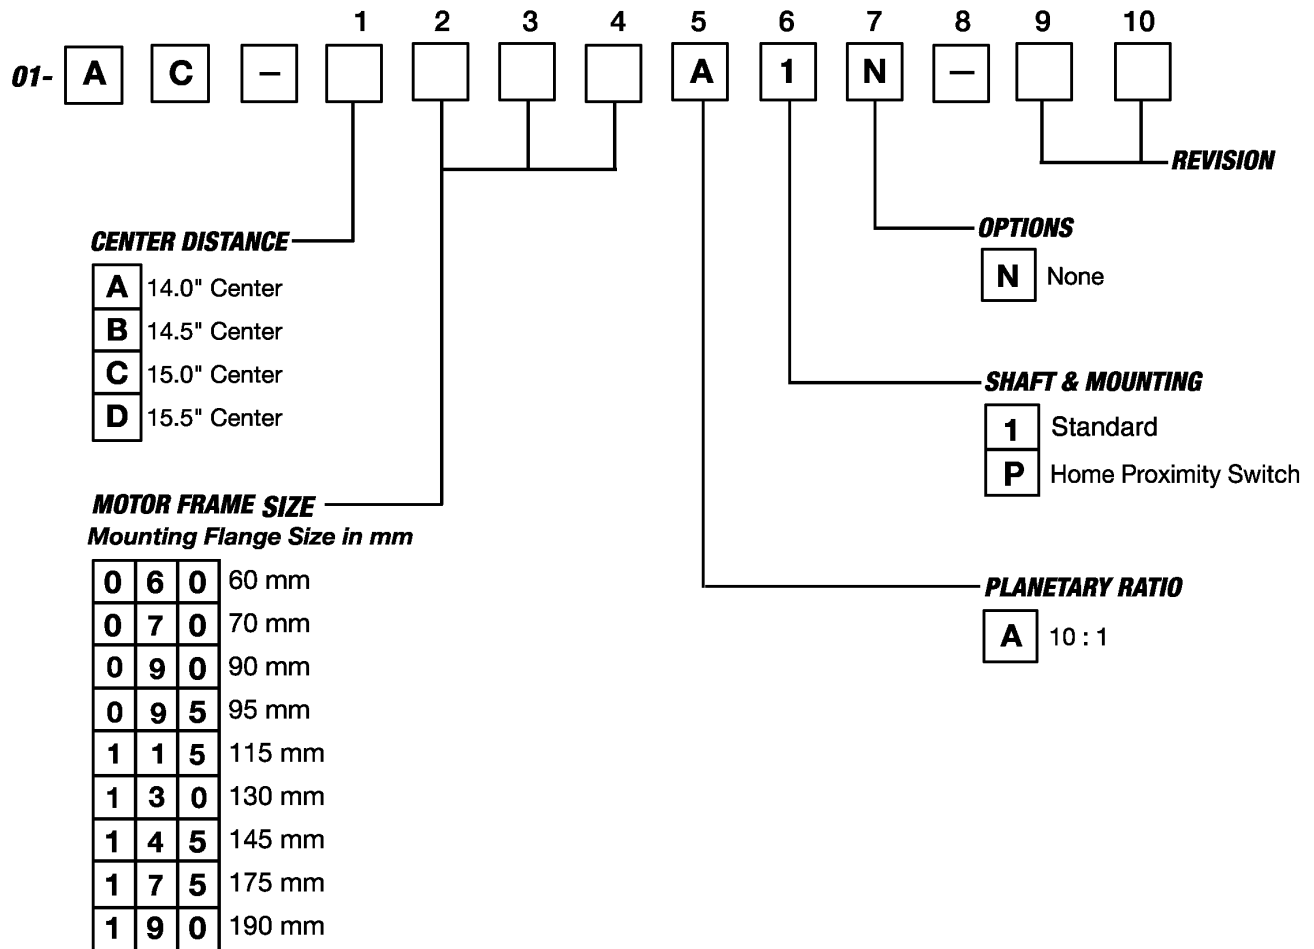 1 2 3 4 5 6 7 8 9 10
01- A C – A 1 N –
REVISION
CENTER DISTANCE
A 14.0" Center
B 14.5" Center
C 15.0" Center
D 15.5" Center
MOTOR FRAME SIZE
Mounting Flange Size in mm
0 6 0 60 mm
0 7 0 70 mm
0 9 0 90 mm
0 9 5 95 mm
1 1 5 115 mm
1 3 0 130 mm
1 4 5 145 mm
1 7 5 175 mm
1 9 0 190 mm
OPTIONS
N None
SHAFT & MOUNTING
1 Standard
P Home Proximity Switch
PLANETARY RATIO
A 10 : 1